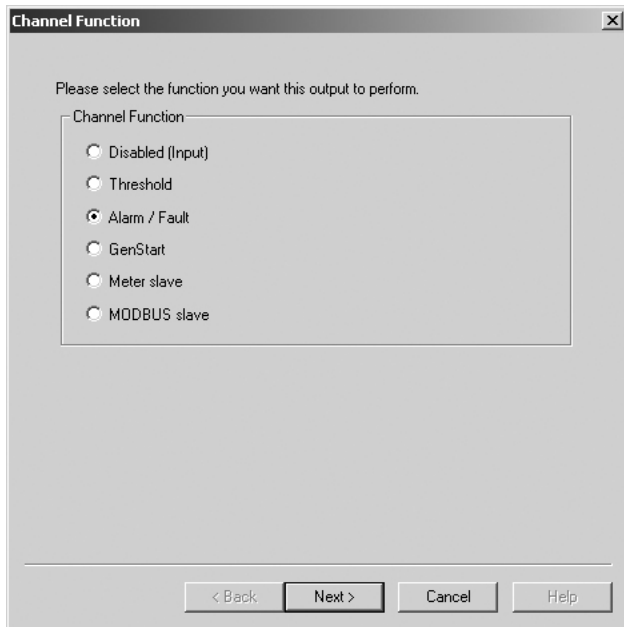 Channel Function
Please select the function you want this output to perform.
Channel Function
Disabled (Input)
Threshold
Alarm / Fault
GenStart
Meter slave
MODBUS slave
< Back Next > Cancel Help